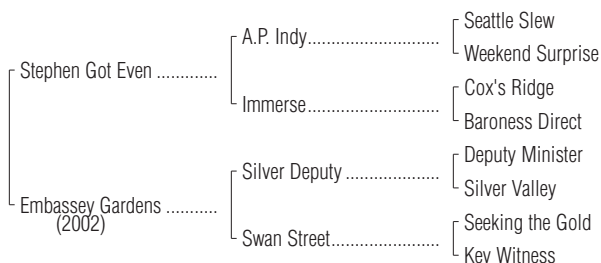 Seattle Slew
A.P. Indy..............................
Weekend Surprise
Stephen Got Even .............
Cox's Ridge
Immerse..............................
Baroness Direct
Deputy Minister
Silver Deputy .....................
Silver Valley
Embassey Gardens ...........
(2002)
Seeking the Gold
Swan Street.........................
Key Witness